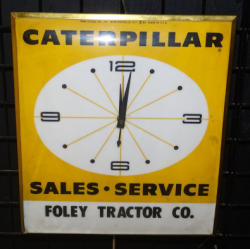 CATERPILLAR
12
9 3
6
SALES • SERVICE
FOLEY TRACTOR CO.